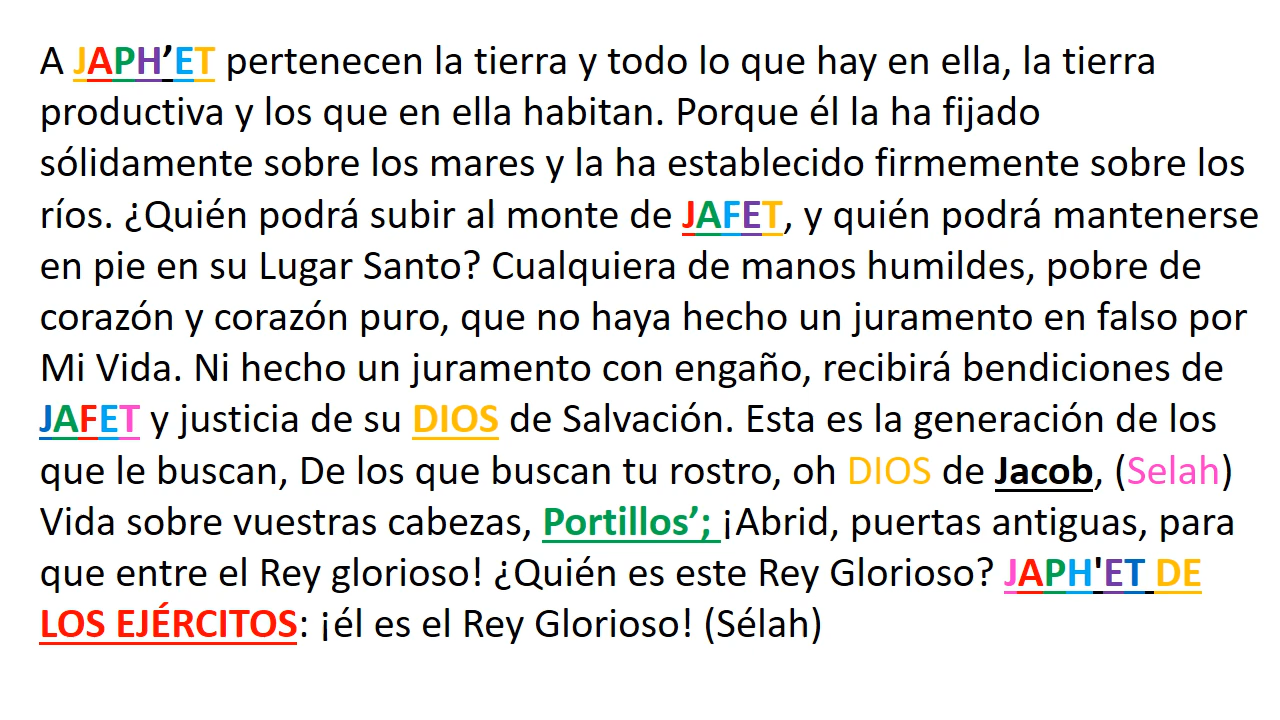 A JAPH’ET pertenecen la tierra y todo lo que hay en ella, la tierra
productiva y los que en ella habitan. Porque él la ha fijado
sólidamente sobre los mares y la ha establecido firmemente sobre los
ríos. ¿Quién podrá subir al monte de JAFET, y quién podrá mantenerse
en pie en su Lugar Santo? Cualquiera de manos humildes, pobre de
corazón y corazón puro, que no haya hecho un juramento en falso por
Mi Vida. Ni hecho un juramento con engaño, recibirá bendiciones de
JAFET y justicia de su DIOS de Salvación. Esta es la generación de los
que le buscan, De los que buscan tu rostro, oh DIOS de Jacob, (Selah)
Vida sobre vuestras cabezas, Portillos’; ¡Abrid, puertas antiguas, para
que entre el Rey glorioso! ¿Quién es este Rey Glorioso? JAPH'ET DE
LOS EJÉRCITOS: ¡él es el Rey Glorioso! (Sélah)